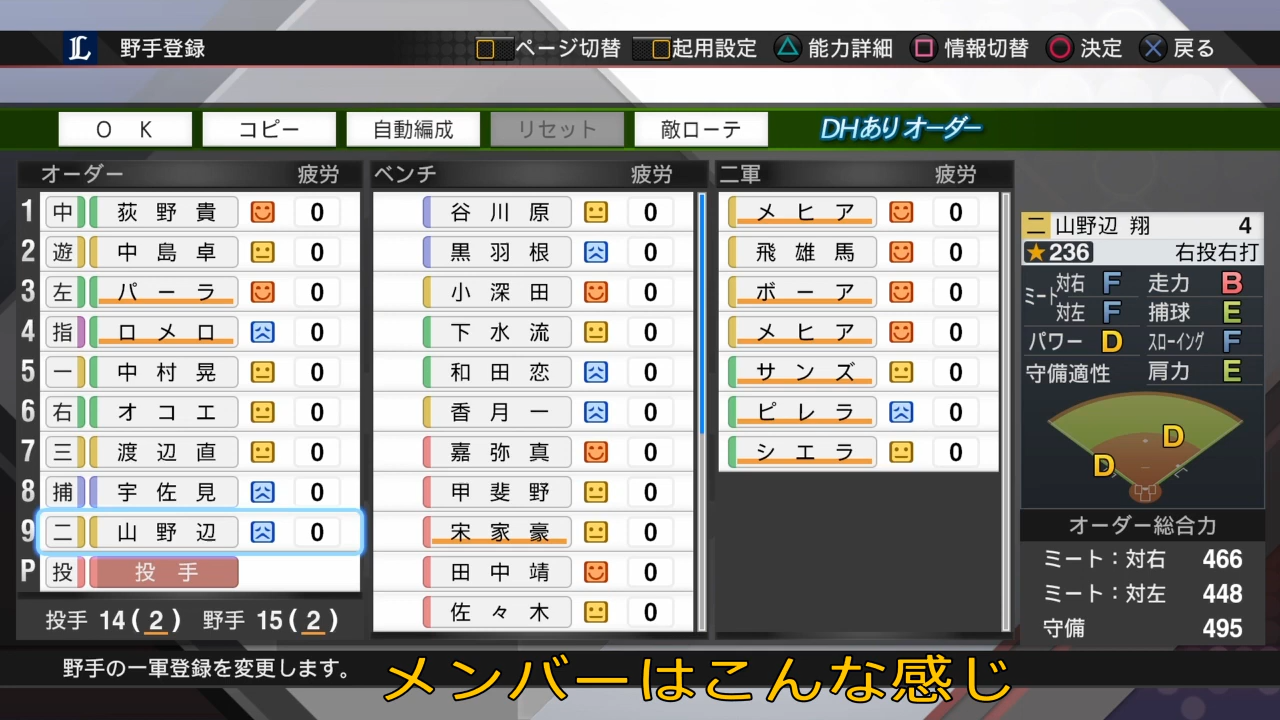 L 野手登録 ページ切替 起用設定 能力詳細 情報切替 決定 戻る
OK コピー 自動編成 リセット 敵ローテ DHありオーダー
オーダー 疲労
1 中 荻野貴 0
2 遊 中島卓 0
3 左 パーラ 0
4 指 ロメロ 0
5 一 中村晃 0
6 右 オコエ 0
7 三 渡辺直 0
8 捕 宇佐見 0
9 二 山野辺 0
P 投 投手
投手 14(2) 野手 15(2)
ベンチ 疲労
谷川原 0
黒羽根 0
小深田 0
下水流 0
和田恋 0
香月一 0
嘉弥真 0
甲斐野 0
宋家豪 0
田中靖 0
佐々木 0
二軍 疲労
メヒア 0
飛雄馬 0
ボーア 0
メヒア 0
サンズ 0
ピレラ 0
シエラ 0
二 山野辺 翔 4
★236 右投右打
ミート 対右 F 走力 B
対左 F 捕球 E
パワー D スローイング F
守備適性 肩力 E
D
D
オーダー総合力
ミート:対右 466
ミート:対左 448
守備 495
野手の一軍登録を変更します。
メンバーはこんな感じ